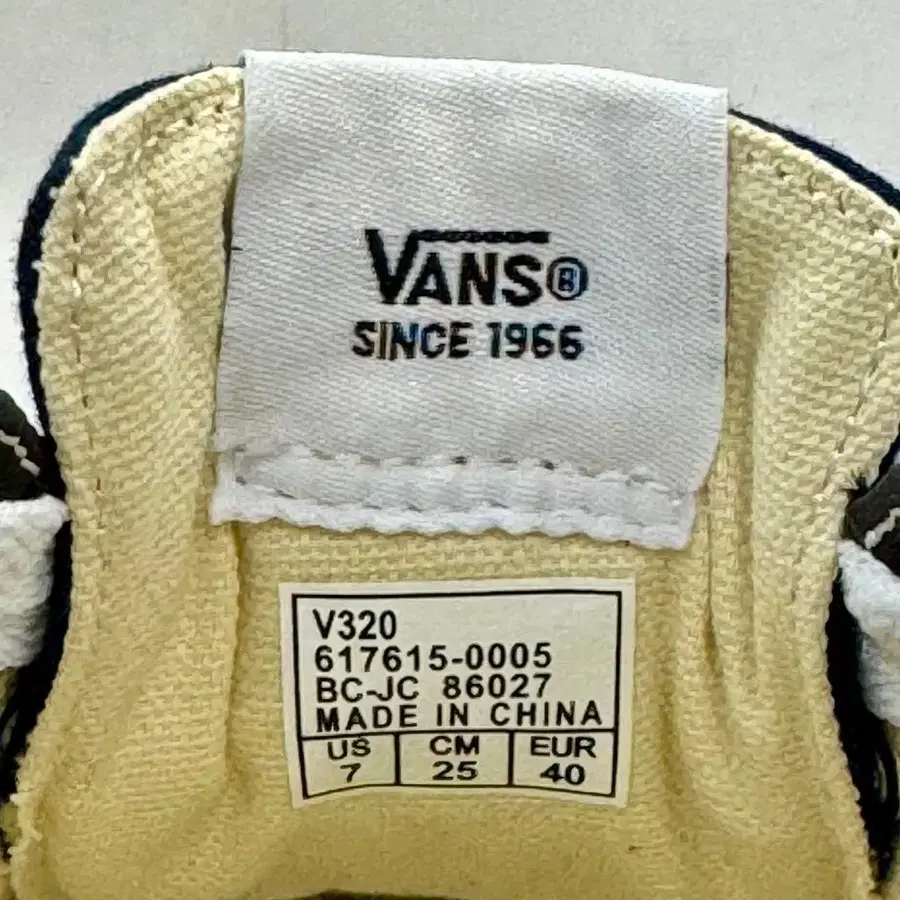 VANS®
SINCE 1966
V320
617615-0005
BC-JC 86027
MADE IN CHINA
US CM EUR
7 25 40